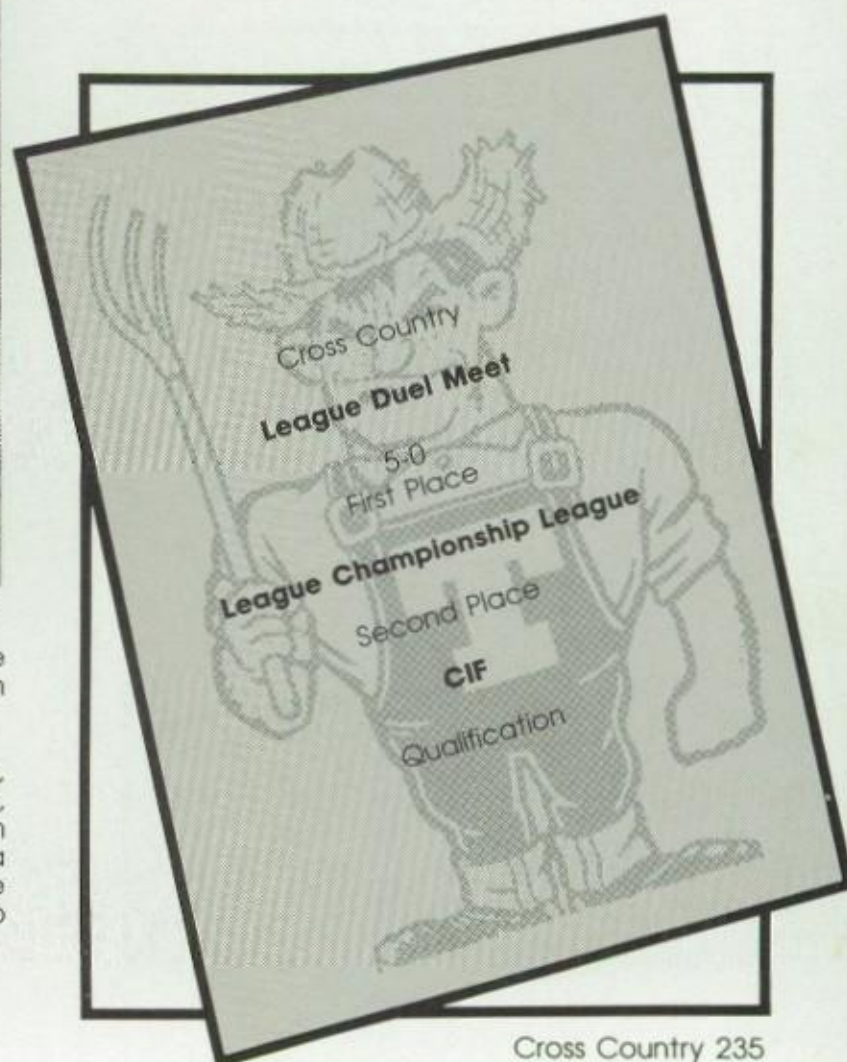 Cross Country
League Duel Meet
5-0
First Place
League Championship League
Second Place
T
CIF
Qualification
Cross Country 235